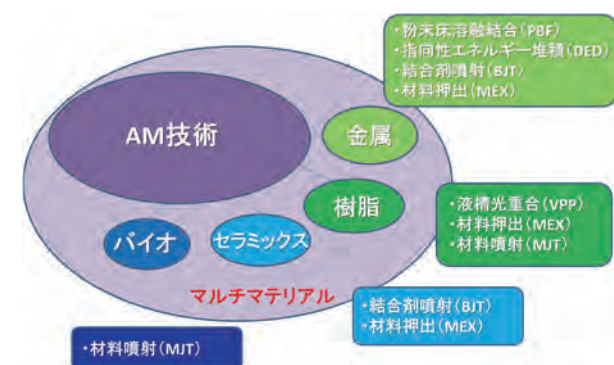 ・粉末床溶融結合(PBF)
・指向性エネルギー堆積(DED)
・結合剤噴射(BJT)
・材料押出(MEX)
AM技術
金属
樹脂
・液槽光重合(VPP)
・材料押出(MEX)
・材料噴射(MJT)
バイオ
セラミックス
マルチマテリアル
・結合剤噴射(BJT)
・材料押出(MEX)
・材料噴射(MJT)